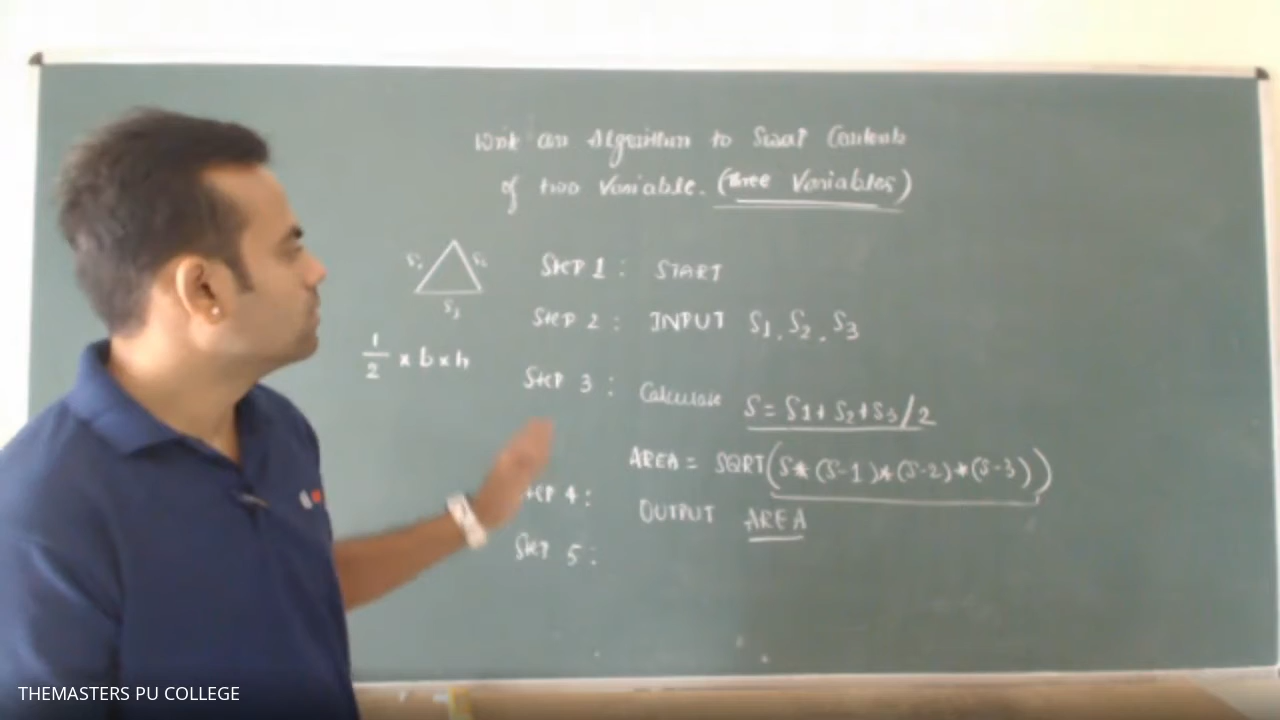 Write an Algorithm to Swap Contents
of two Variable. (Three Variables)
S1 S2
S3
1/2 x b x h
STEP 1 : START
STEP 2 : INPUT S1, S2, S3
STEP 3 : Calculate S = S1 + S2 + S3 / 2
AREA = SQRT(S * (S-1) * (S-2) * (S-3))
STEP 4 : OUTPUT AREA
STEP 5 :
THEMASTERS PU COLLEGE